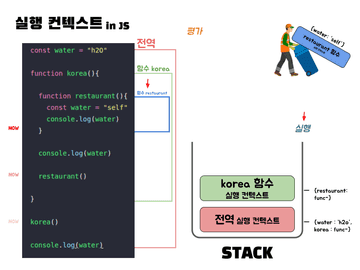 실행 컨텍스트 in JS
전역
평가
{water: "self"}
restaurant 함수
const water = "h20"
function korea(){
함수 korea
function restaurant(){
함수 restaurant
const water = "self"
console.log(water)
NOW
}
실행
console.log(water)
restaurant()
NOW
korea 함수
실행 컨텍스트
{restaurant:
func~}
}
korea()
NOW
전역 실행 컨텍스트
{water : 'h2o',
korea : func~}
console.log(water)
STACK